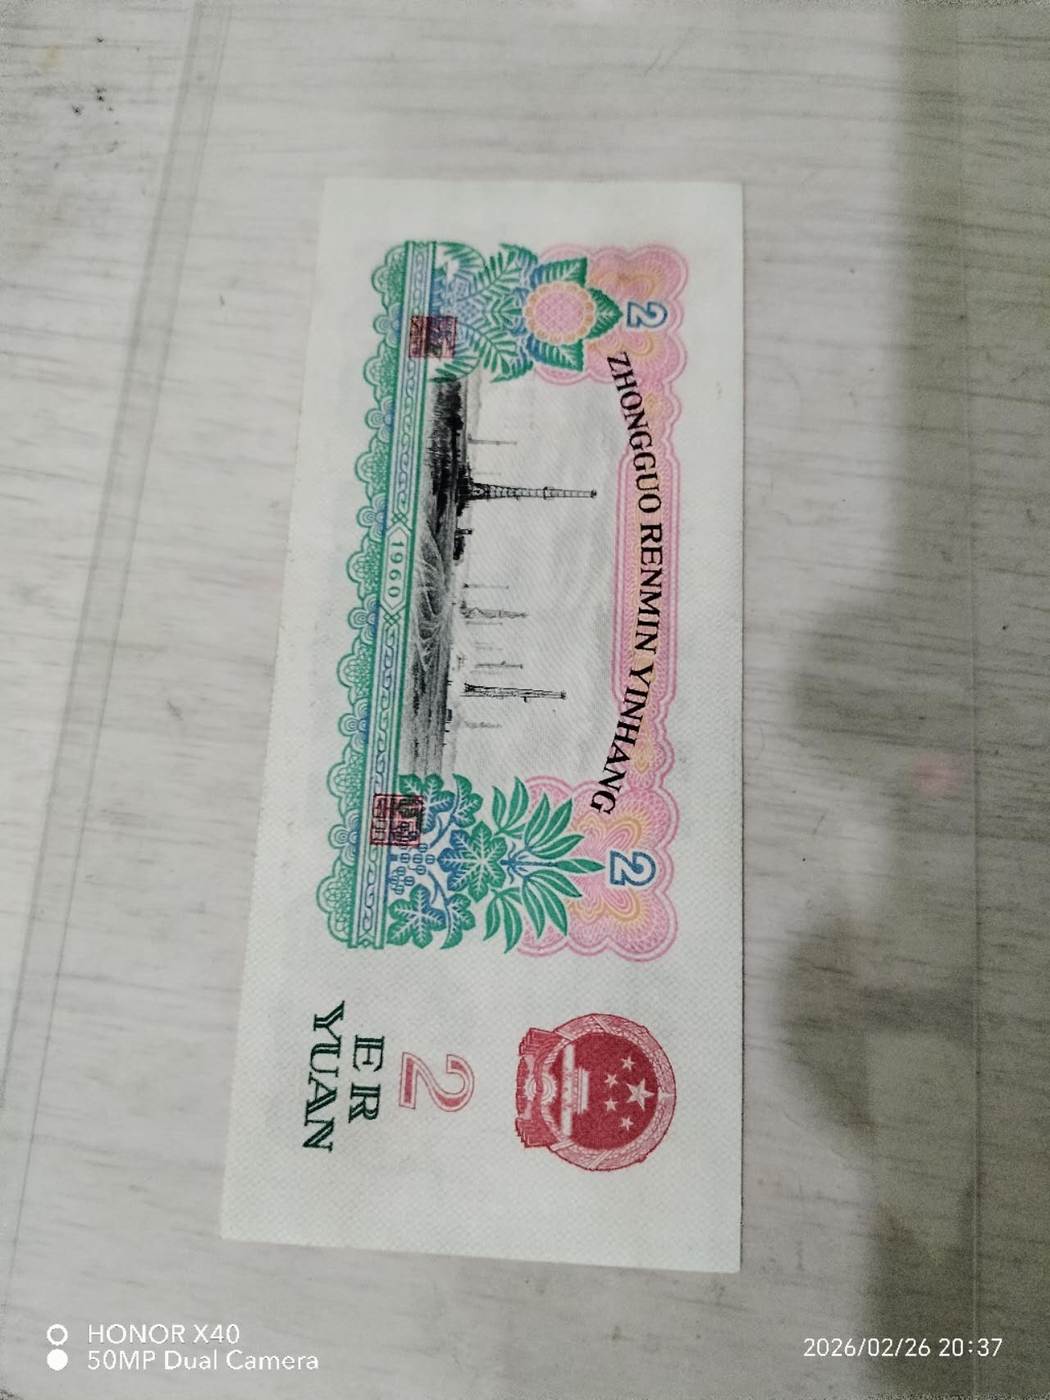 2
2
ZHONGGUO RENMIN YINHANG
1960
2
ER
YUAN
HONOR X40
50MP Dual Camera
2026/02/26 20:37